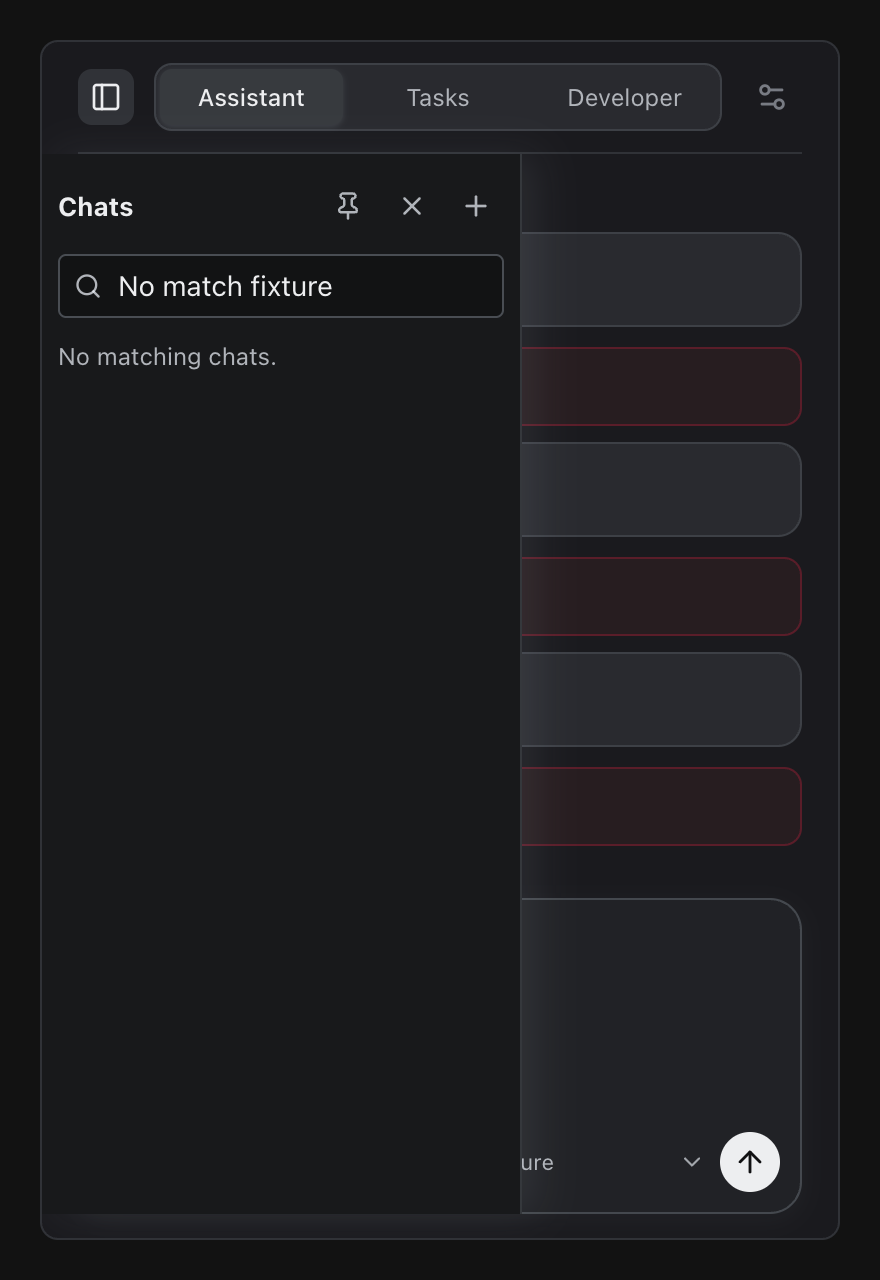 Assistant Tasks Developer
Chats
No match fixture
No matching chats.
ure